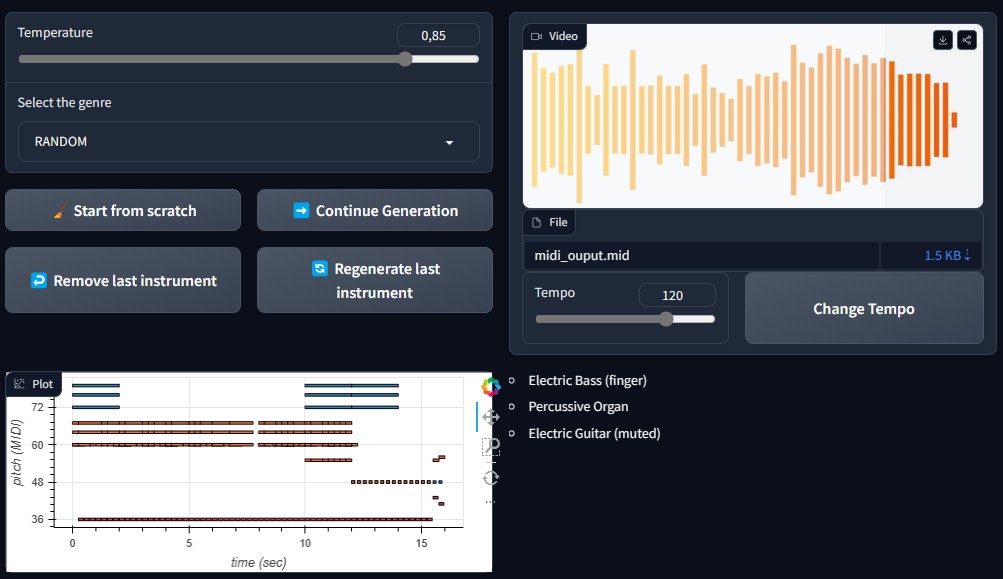 Temperature
0,85
Select the genre
RANDOM
Start from scratch
Continue Generation
Remove last instrument
Regenerate last
instrument
Video
File
midi_ouput.mid
1.5 KB
Tempo
120
Change Tempo
Plot
72
60
48
36
pitch (MIDI)
0
5
10
15
time (sec)
Electric Bass (finger)
Percussive Organ
Electric Guitar (muted)